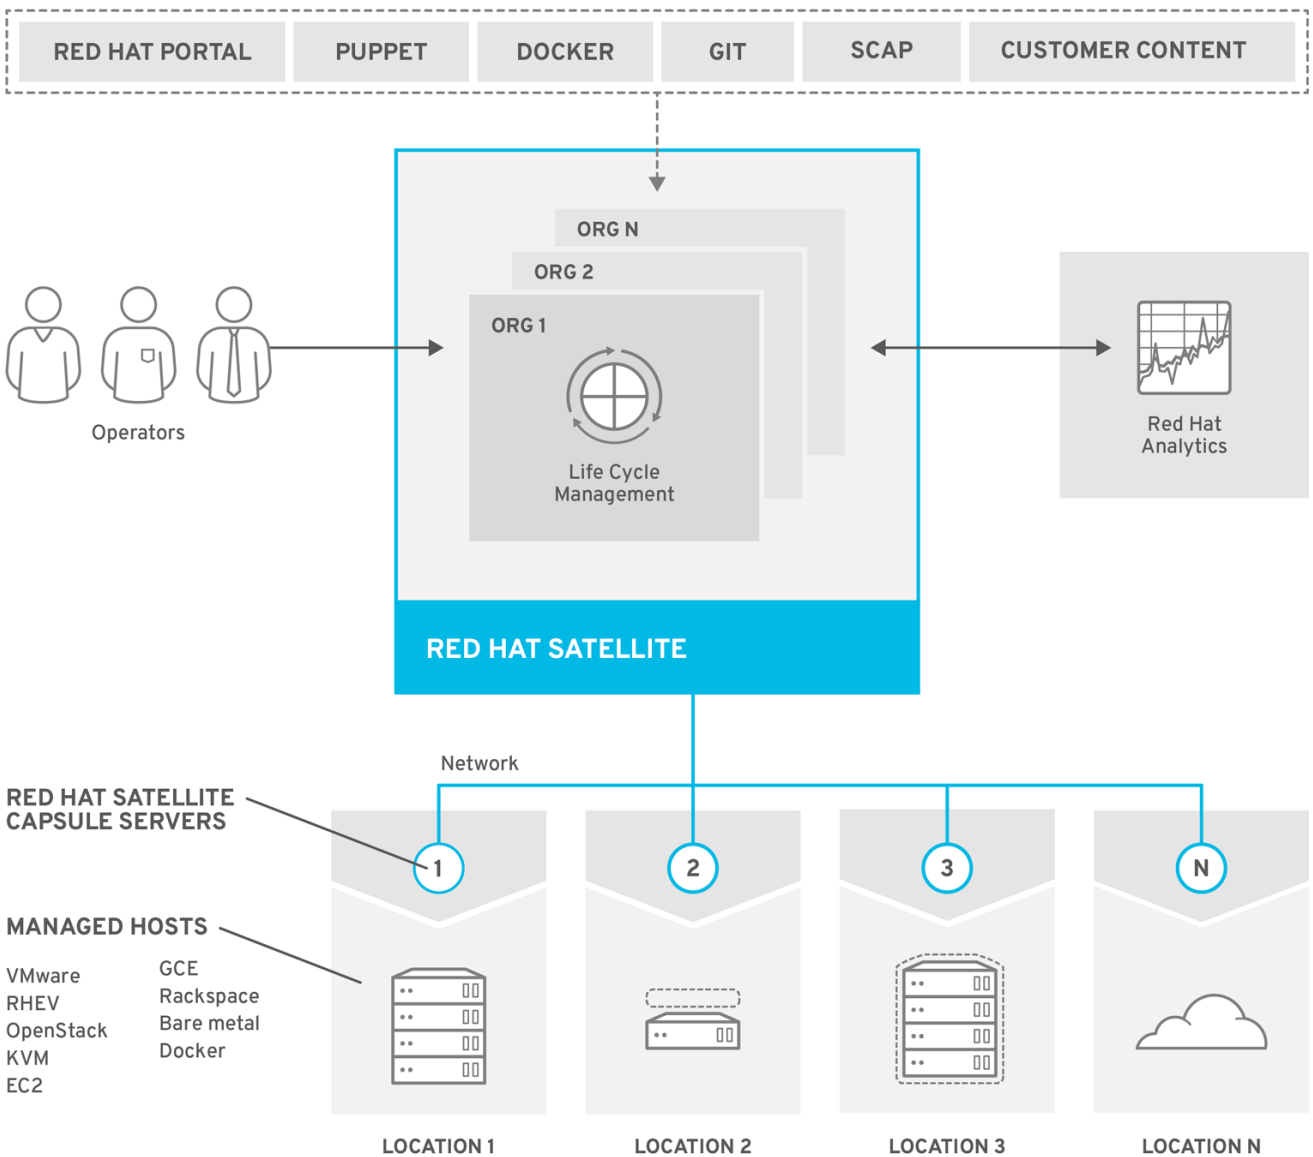 RED HAT PORTAL
PUPPET
DOCKER
GIT
SCAP
CUSTOMER CONTENT
ORG N
ORG 2
ORG 1
Life Cycle
Management
Operators
Red Hat
Analytics
RED HAT SATELLITE
Network
RED HAT SATELLITE
CAPSULE SERVERS
1
2
3
N
MANAGED HOSTS
VMware
RHEV
OpenStack
KVM
EC2
GCE
Rackspace
Bare metal
Docker
LOCATION 1
LOCATION 2
LOCATION 3
LOCATION N